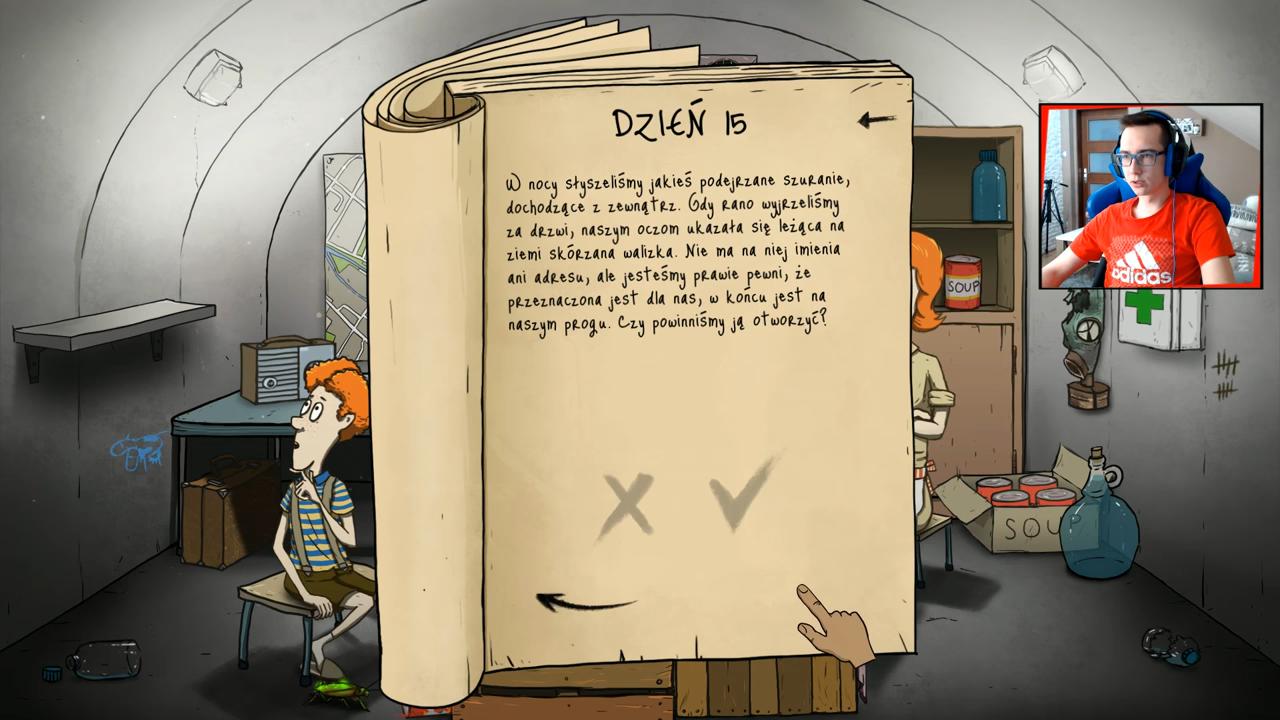 DZIEŃ 15
W nocy słyszeliśmy jakieś podejrzane szuranie,
dochodzące z zewnątrz. Gdy rano wyjrzeliśmy
za drzwi, naszym oczom ukazała się leżąca na
ziemi skórzana walizka. Nie ma na niej imienia
ani adresu, ale jesteśmy prawie pewni, że
przeznaczona jest dla nas, w końcu jest na
naszym progu. Czy powinniśmy ją otworzyć?
SOUP
adidas
SOUP